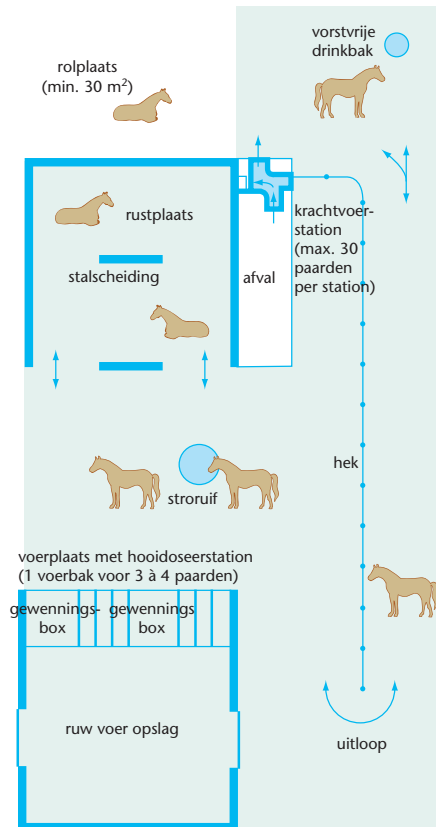 vorstvrije
drinkbak
rolplaats
(min. 30 m²)
rustplaats
krachtvoer-
station
(max. 30
paarden
per station)
stalscheiding
afval
hek
stroruif
voerplaats met hooidoseerstation
(1 voerbak voor 3 à 4 paarden)
gewennings-
box
gewennings
box
ruw voer opslag
uitloop